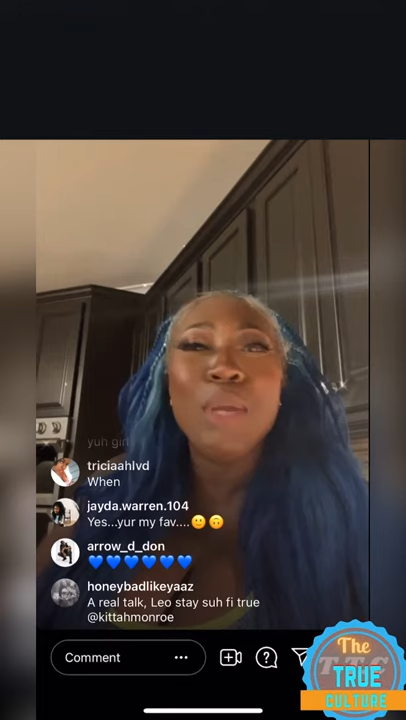 yuh girl
triciaahlvd
When
jayda.warren.104
Yes...yur my fav....🙂🙃
arrow_d_don
💙💙💙💙💙💙
honeybadlikeyaaz
A real talk, Leo stay suh fi true
@kittahmonroe
Comment
The
TTC
TRUE
CULTURE